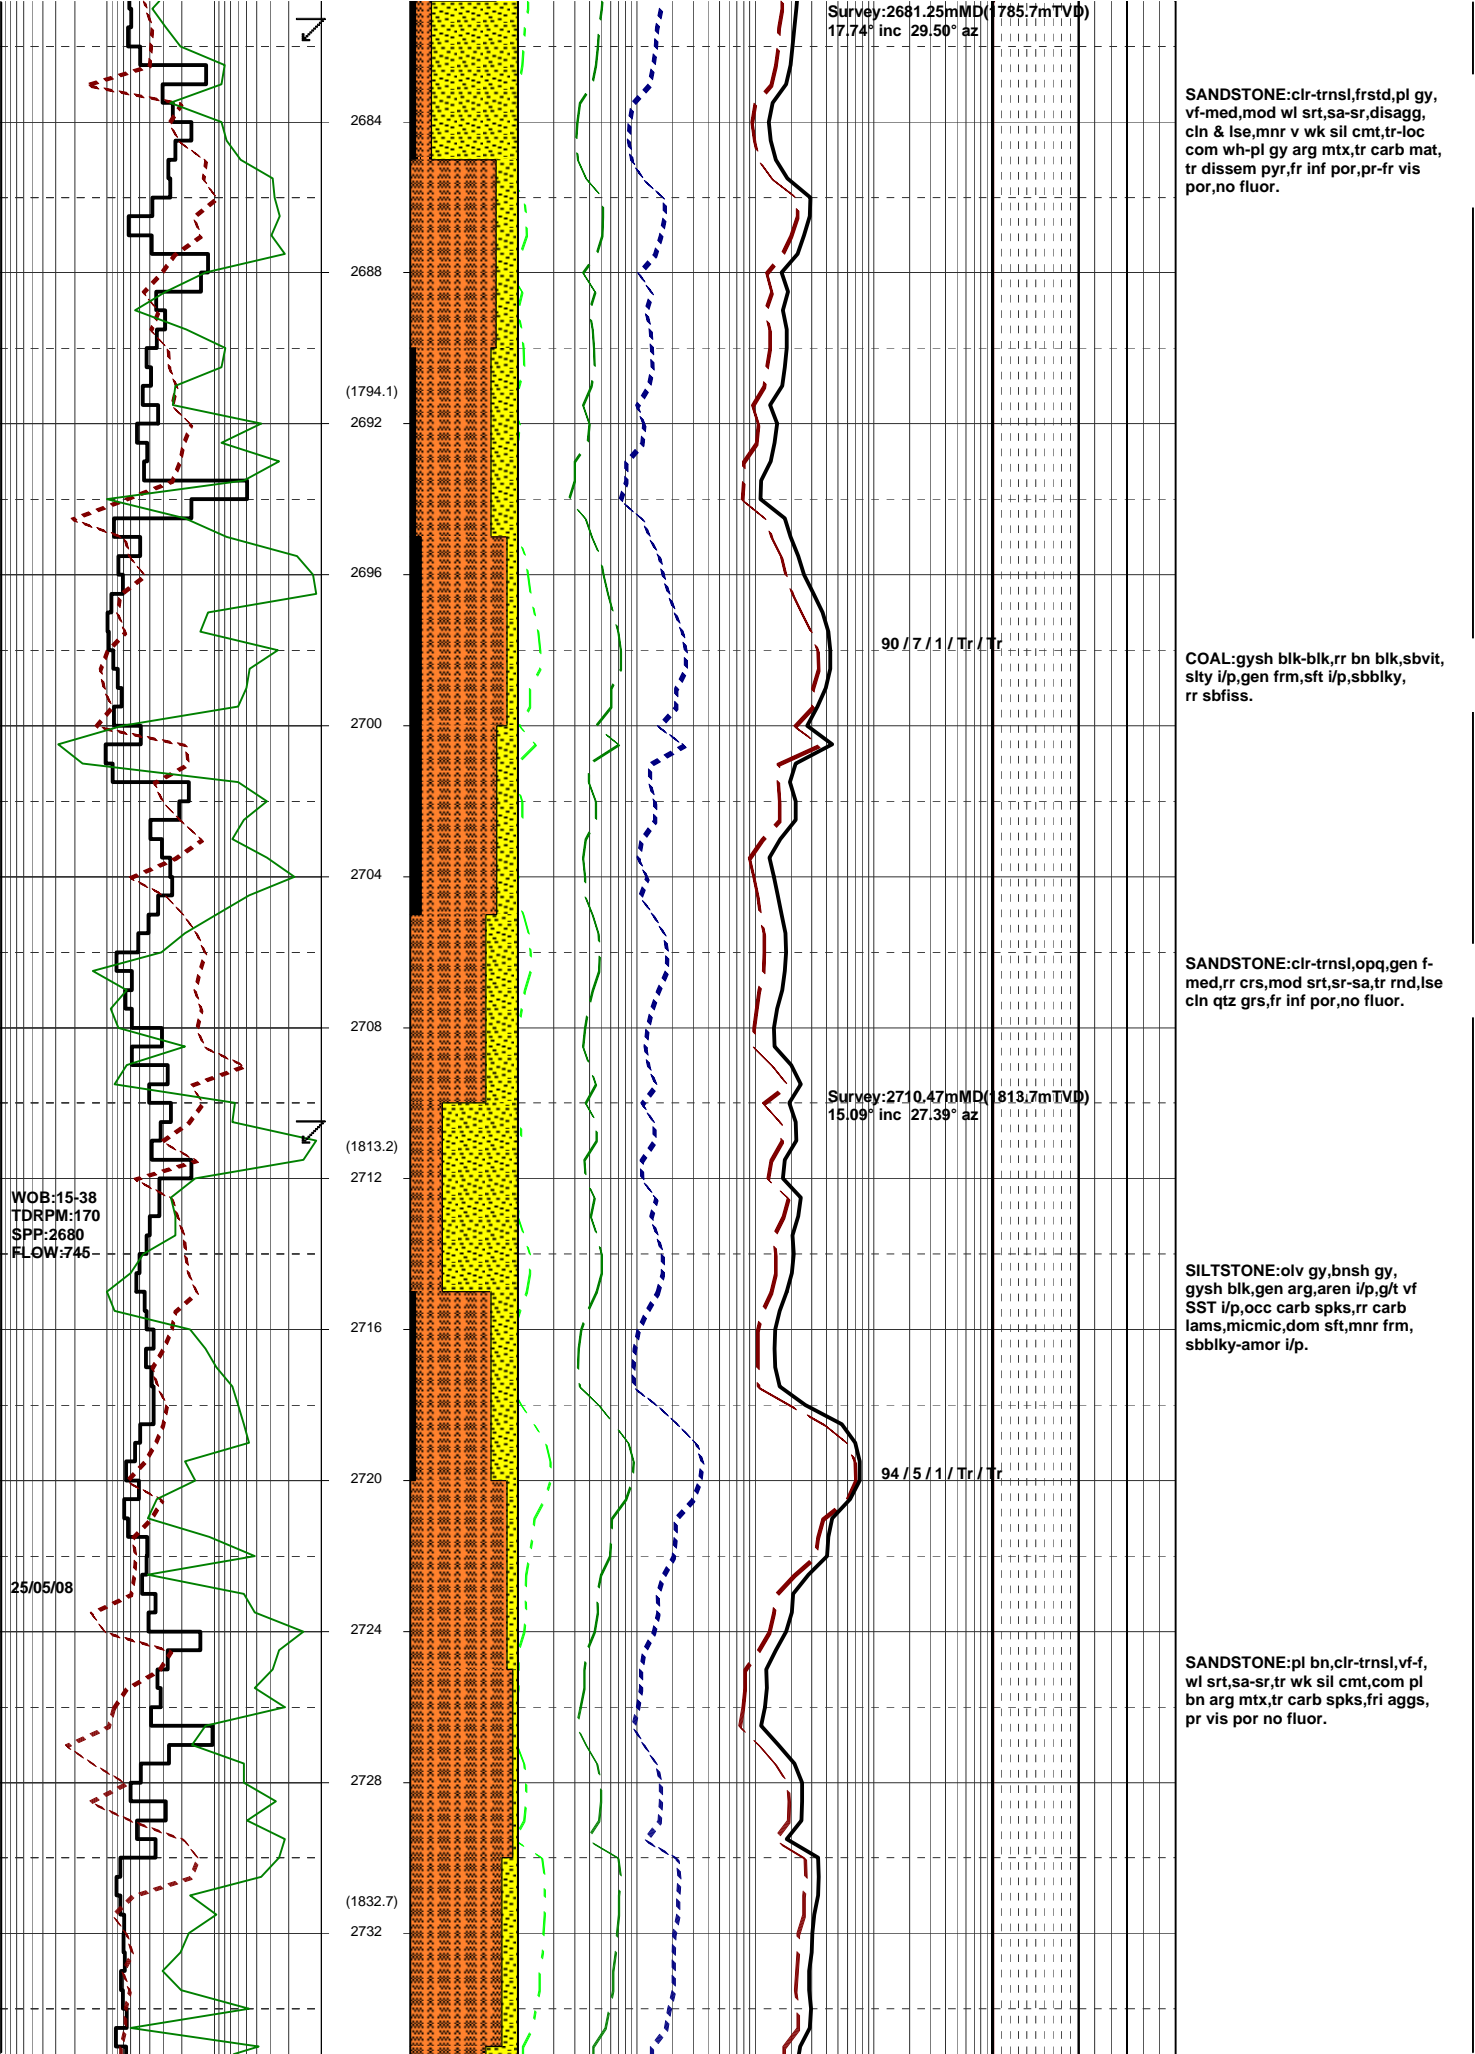 Survey:2681.25mMD(1785.7mTVD)
17.74° inc 29.50° az
SANDSTONE:clr-trnsl,frstd,pl gy,
vf-med,mod wl srt,sa-sr,disagg,
cln & lse,mnr v wk sil cmt,tr-loc
com wh-pl gy arg mtx,tr carb mat,
tr dissem pyr,fr inf por,pr-fr vis
por,no fluor.
2684
2688
(1794.1)
2692
2696
90 / 7 / 1 / Tr / Tr
COAL:gysh blk-blk,rr bn blk,sbvit,
slty i/p,gen frm,sft i/p,sbblky,
rr sbfiss.
2700
2704
SANDSTONE:clr-trnsl,opq,gen f-
med,rr crs,mod srt,sr-sa,tr rnd,lse
cln qtz grs,fr inf por,no fluor.
2708
Survey:2710.47mMD(1813.7mTVD)
15.09° inc 27.39° az
(1813.2)
2712
WOB:15-38
TDRPM:170
SPP:2680
FLOW:745
SILTSTONE:olv gy,bnsh gy,
gysh blk,gen arg,aren i/p,g/t vf
SST i/p,occ carb spks,rr carb
lams,micmic,dom sft,mnr frm,
sbblky-amor i/p.
2716
2720
94 / 5 / 1 / Tr / Tr
25/05/08
2724
SANDSTONE:pl bn,clr-trnsl,vf-f,
wl srt,sa-sr,tr wk sil cmt,com pl
bn arg mtx,tr carb spks,fri aggs,
pr vis por no fluor.
2728
(1832.7)
2732